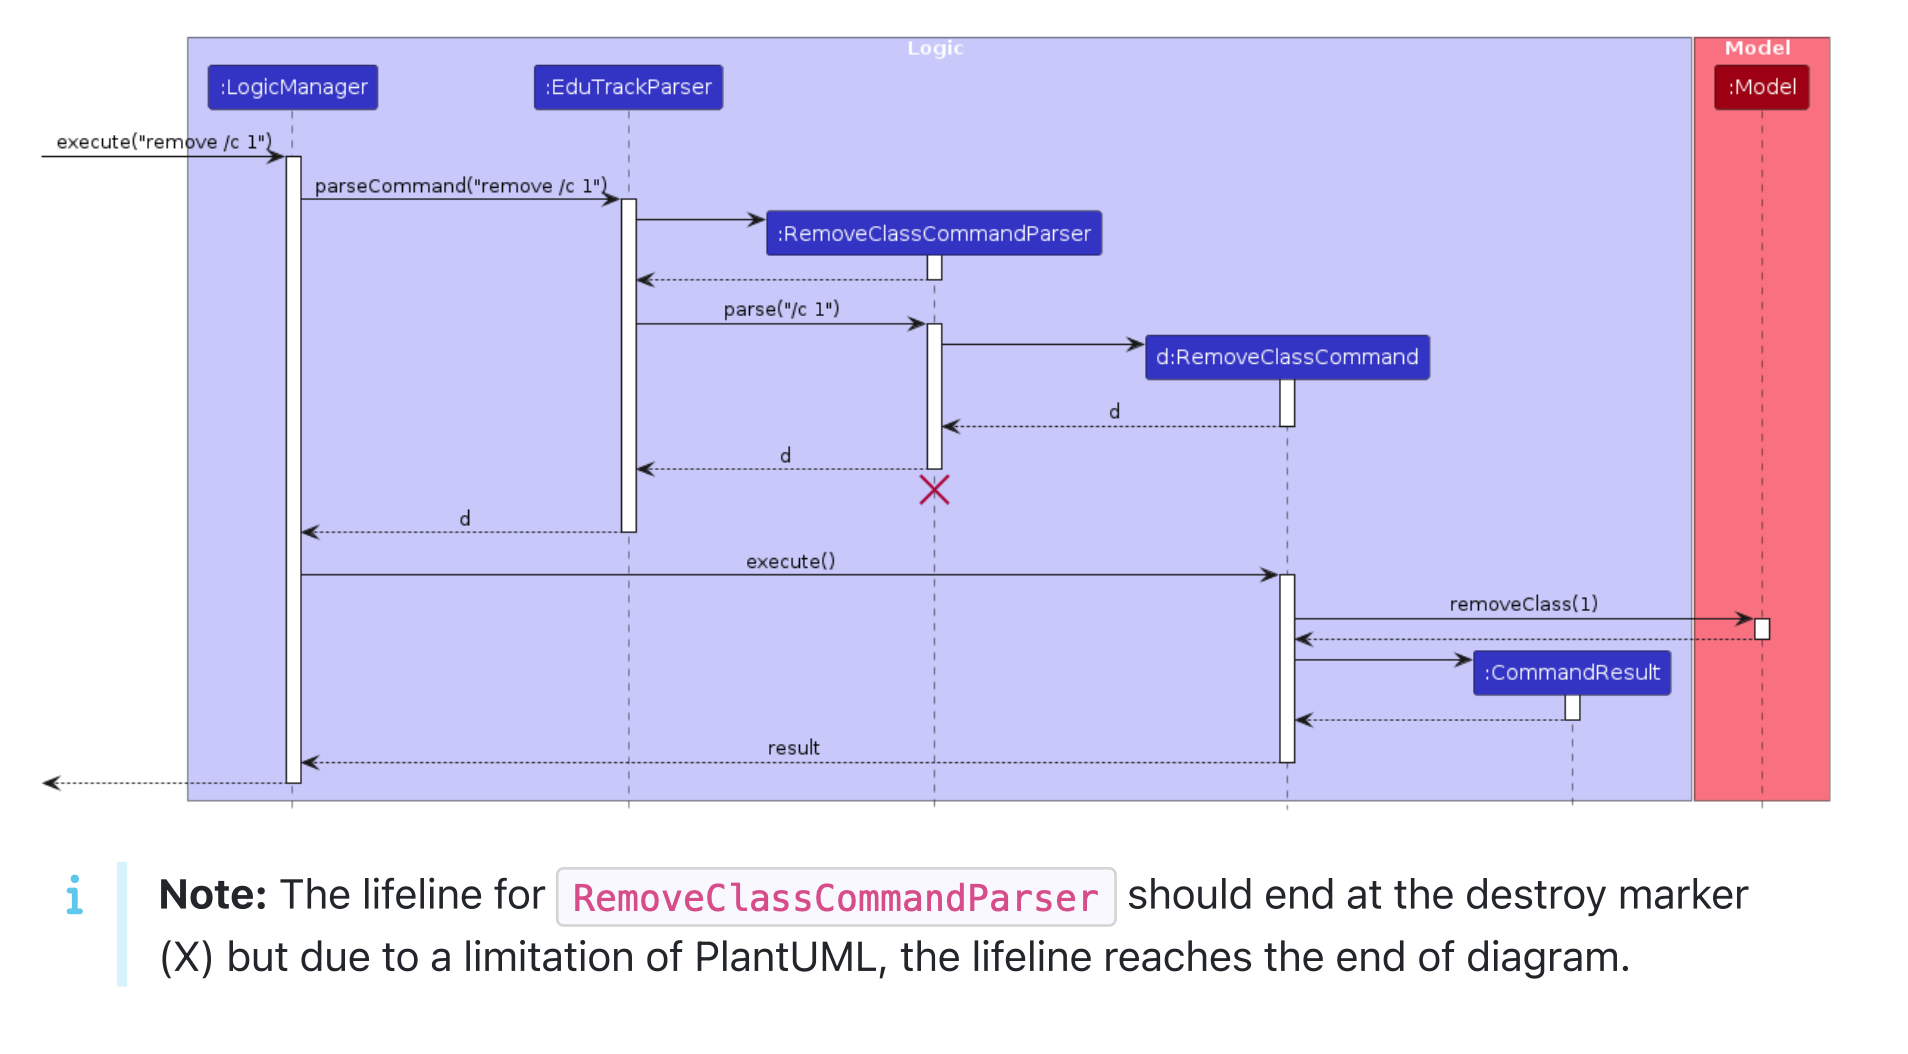 Logic
Model
:LogicManager
:EduTrackParser
:Model
execute("remove /c 1")
parseCommand("remove /c 1")
:RemoveClassCommandParser
parse("/c 1")
d:RemoveClassCommand
d
d
d
execute()
removeClass(1)
:CommandResult
result
i
Note: The lifeline for RemoveClassCommandParser should end at the destroy marker
(X) but due to a limitation of PlantUML, the lifeline reaches the end of diagram.